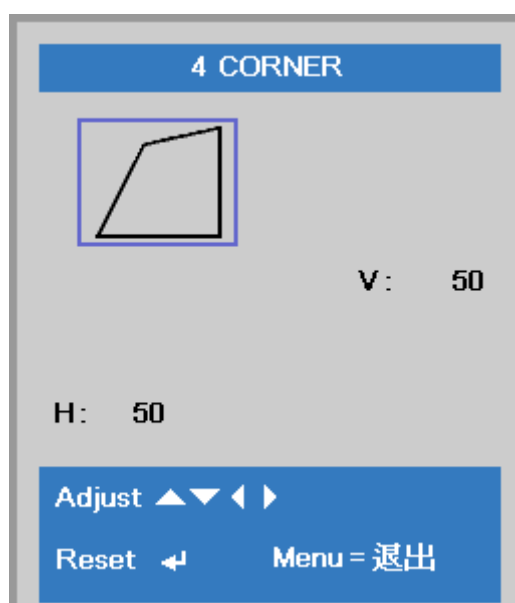 4 CORNER
V: 50
H: 50
Adjust ▲▼◀▶
Reset ↵ Menu = 退出